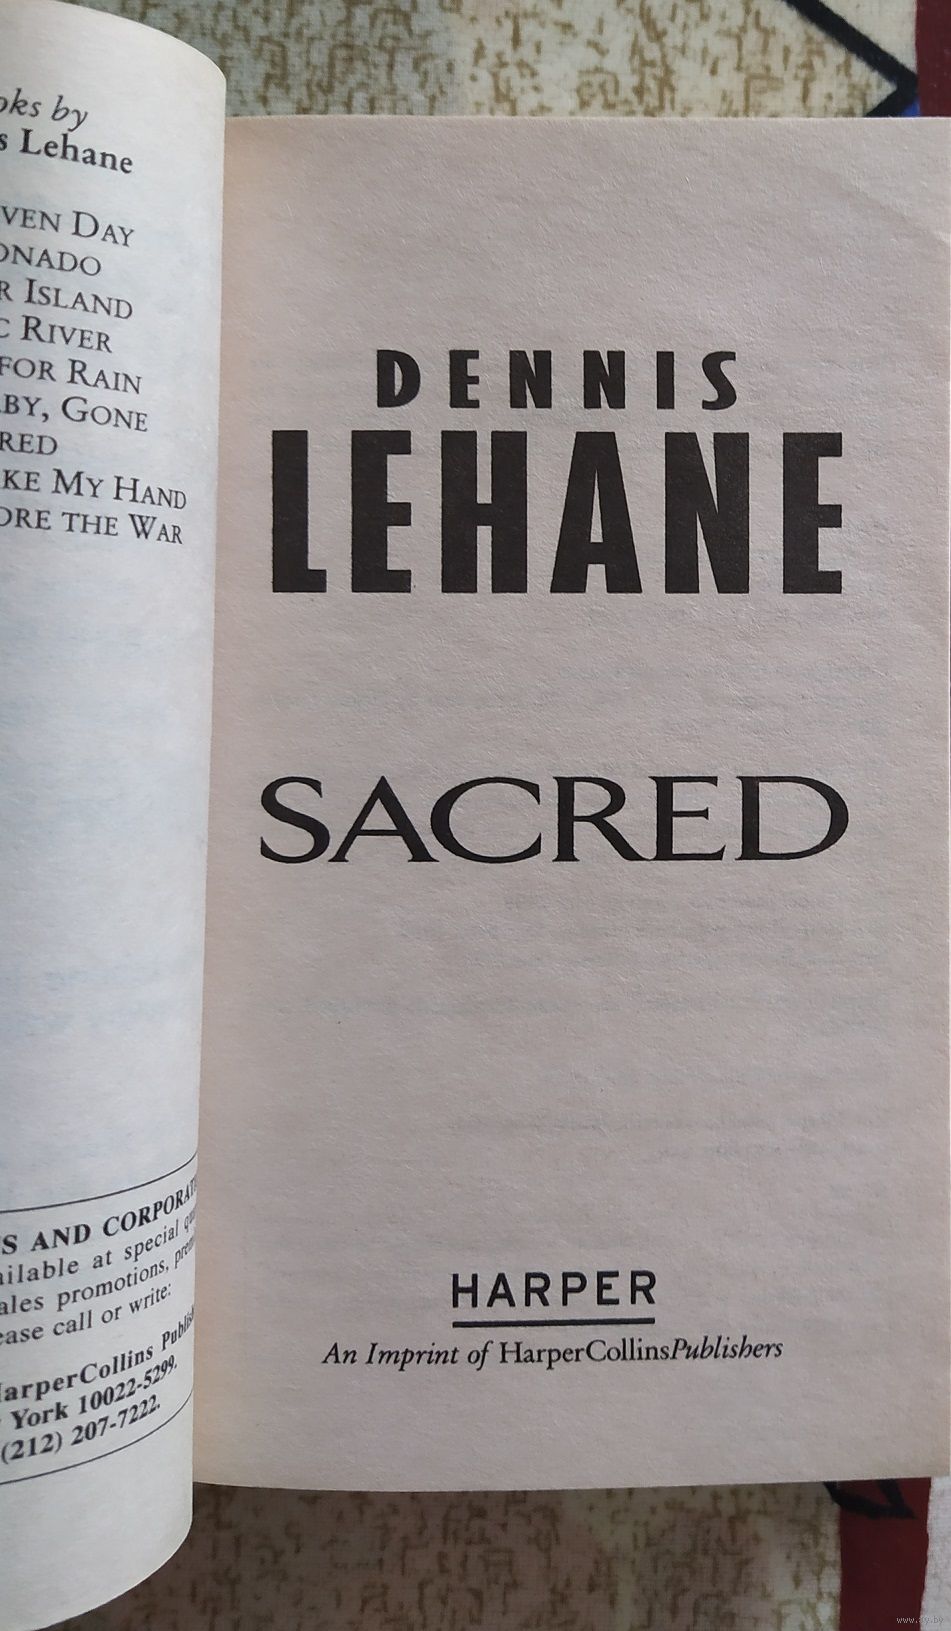 oks by
s Lehane
VEN DAY
ONADO
R ISLAND
C RIVER
FOR RAIN
BY, GONE
RED
KE MY HAND
ORE THE WAR
S AND CORPORATE
ailable at special
ales promotions,
ease call or write:
HarperCollins Publish
York 10022-5299.
(212) 207-7222.
DENNIS
LEHANE
SACRED
HARPER
An Imprint of HarperCollinsPublishers